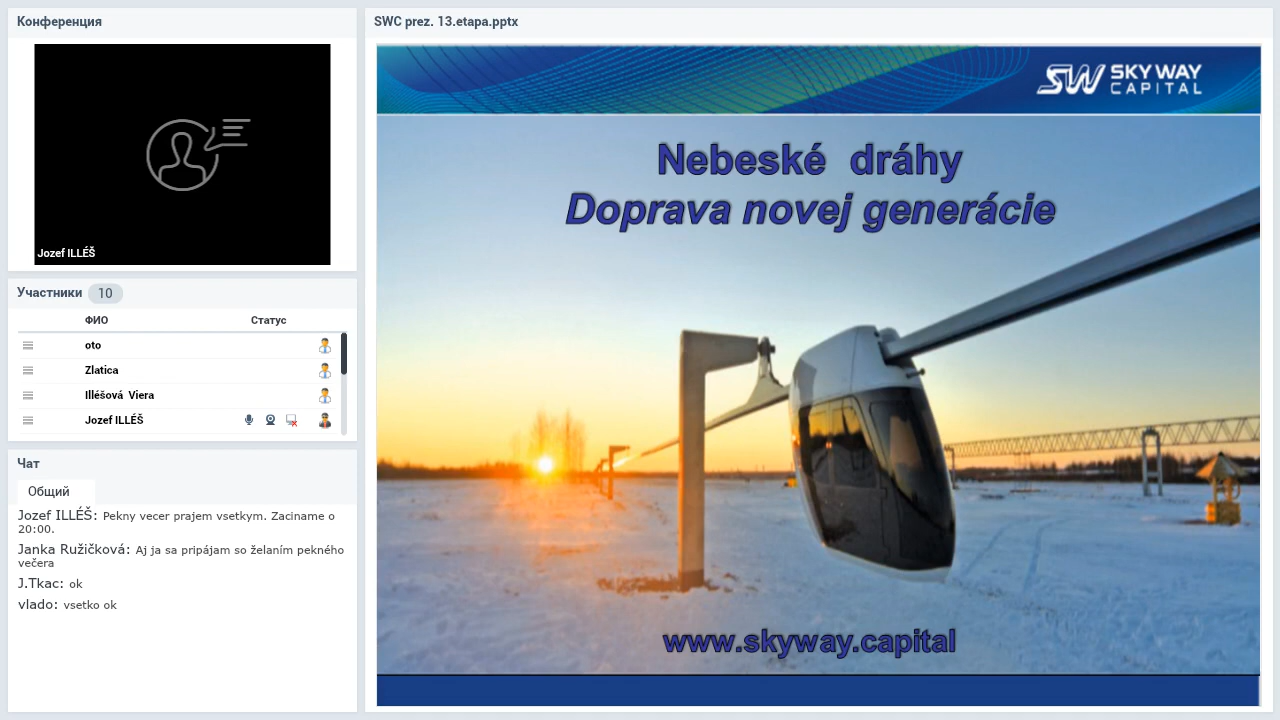 Конференция
Jozef ILLÉŠ
Участники 10
ФИО Статус
oto
Zlatica
Illéšová Viera
Jozef ILLÉŠ
Чат
Общий
Jozef ILLÉŠ: Pekny vecer prajem vsetkym. Zaciname o
20:00.
Janka Ružičková: Aj ja sa pripájam so želaním pekného
večera
J.Tkac: ok
vlado: vsetko ok
SWC prez. 13.etapa.pptx
SW SKY WAY
CAPITAL
Nebeské dráhy
Doprava novej generácie
www.skyway.capital